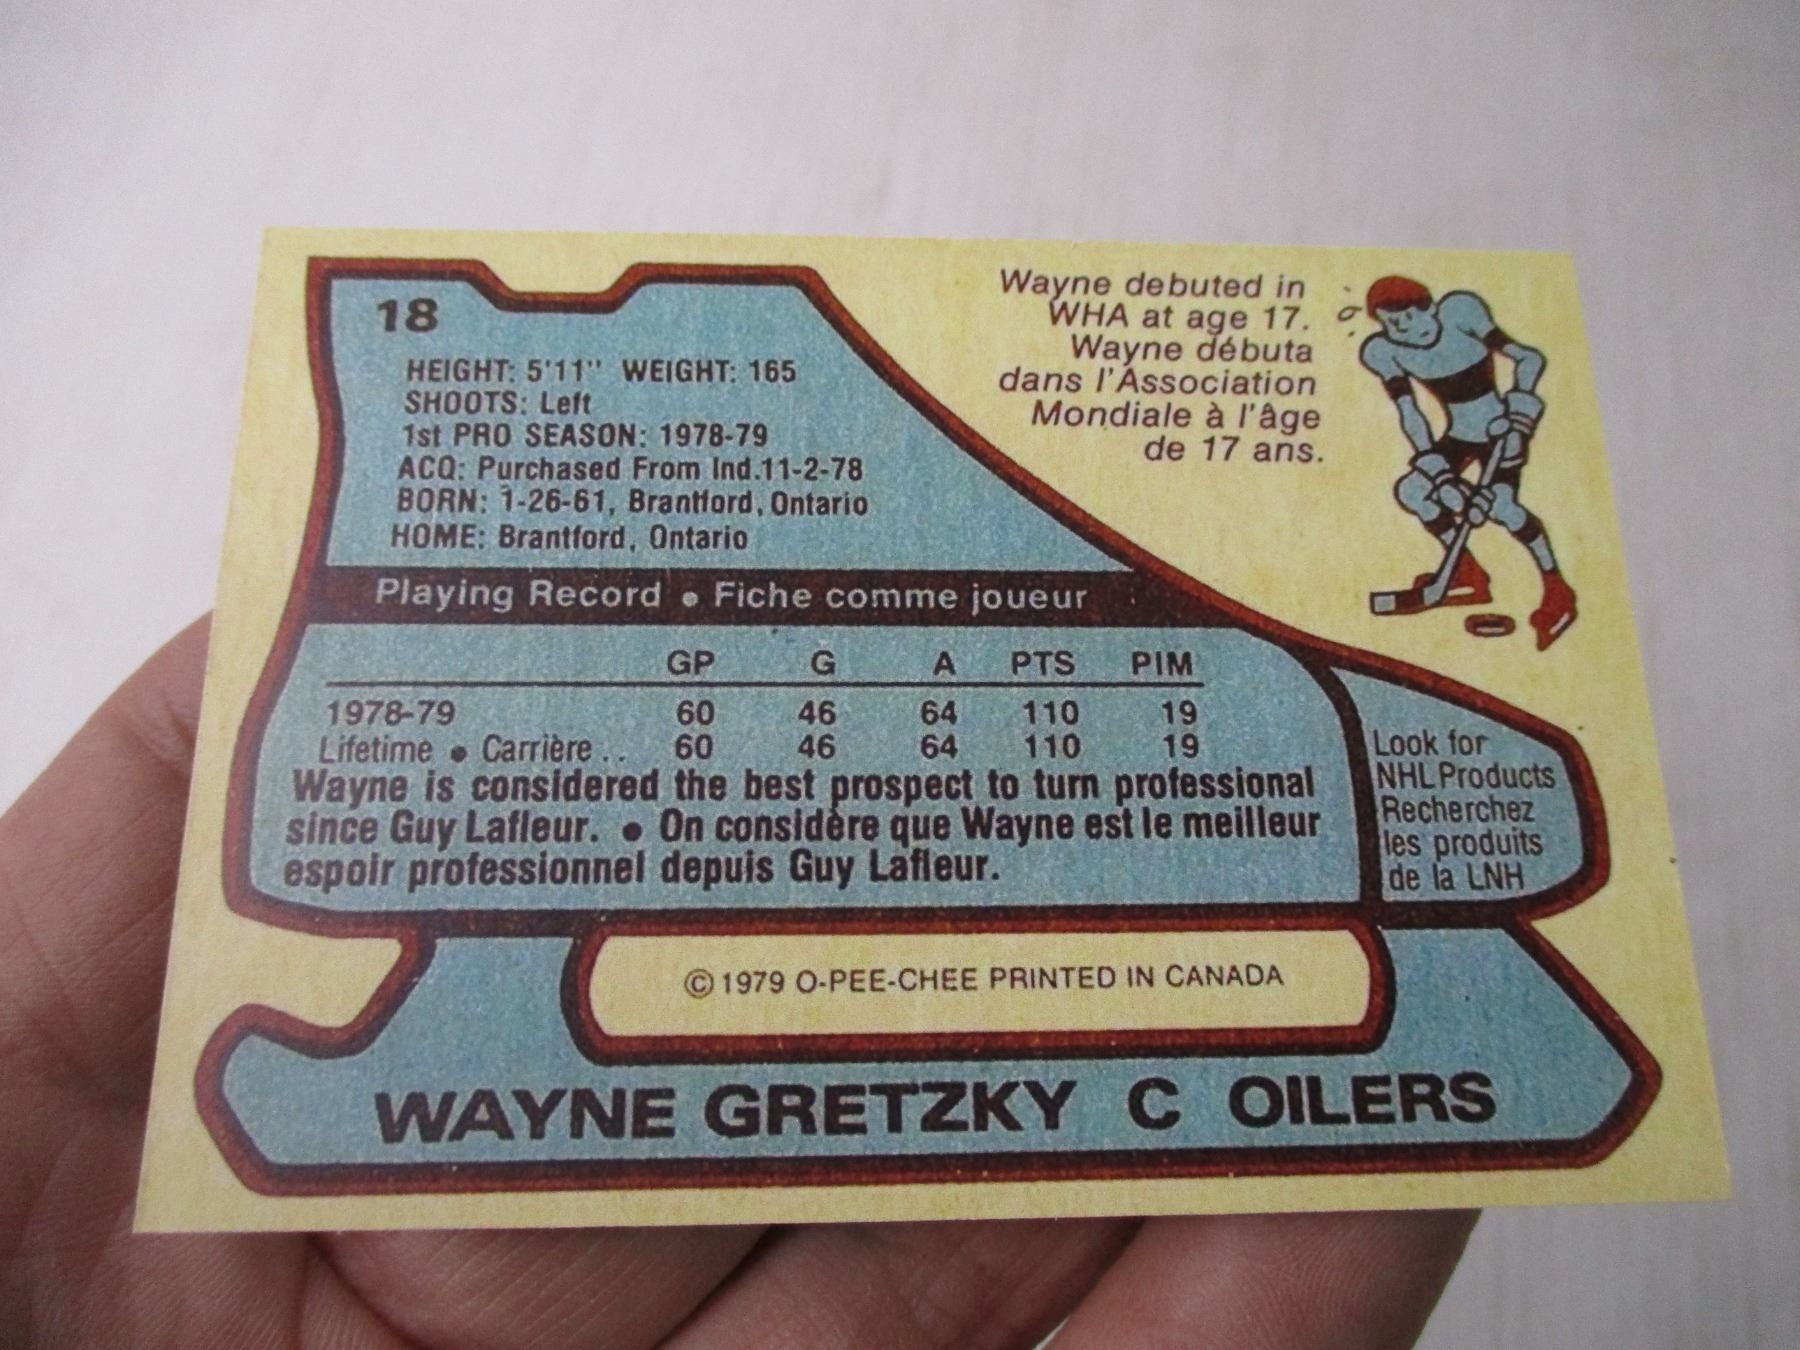 18
HEIGHT: 5'11" WEIGHT: 165
SHOOTS: Left
1st PRO SEASON: 1978-79
ACQ: Purchased From Ind.11-2-78
BORN: 1-26-61, Brantford, Ontario
HOME: Brantford, Ontario
Wayne debuted in
WHA at age 17.
Wayne débuta
dans l'Association
Mondiale à l'âge
de 17 ans.
Playing Record • Fiche comme joueur
GP G A PTS PIM
1978-79 60 46 64 110 19
Lifetime • Carrière .. 60 46 64 110 19
Wayne is considered the best prospect to turn professional
since Guy Lafleur. • On considère que Wayne est le meilleur
espoir professionnel depuis Guy Lafleur.
Look for
NHL Products
Recherchez
les produits
de la LNH
© 1979 O-PEE-CHEE PRINTED IN CANADA
WAYNE GRETZKY C OILERS